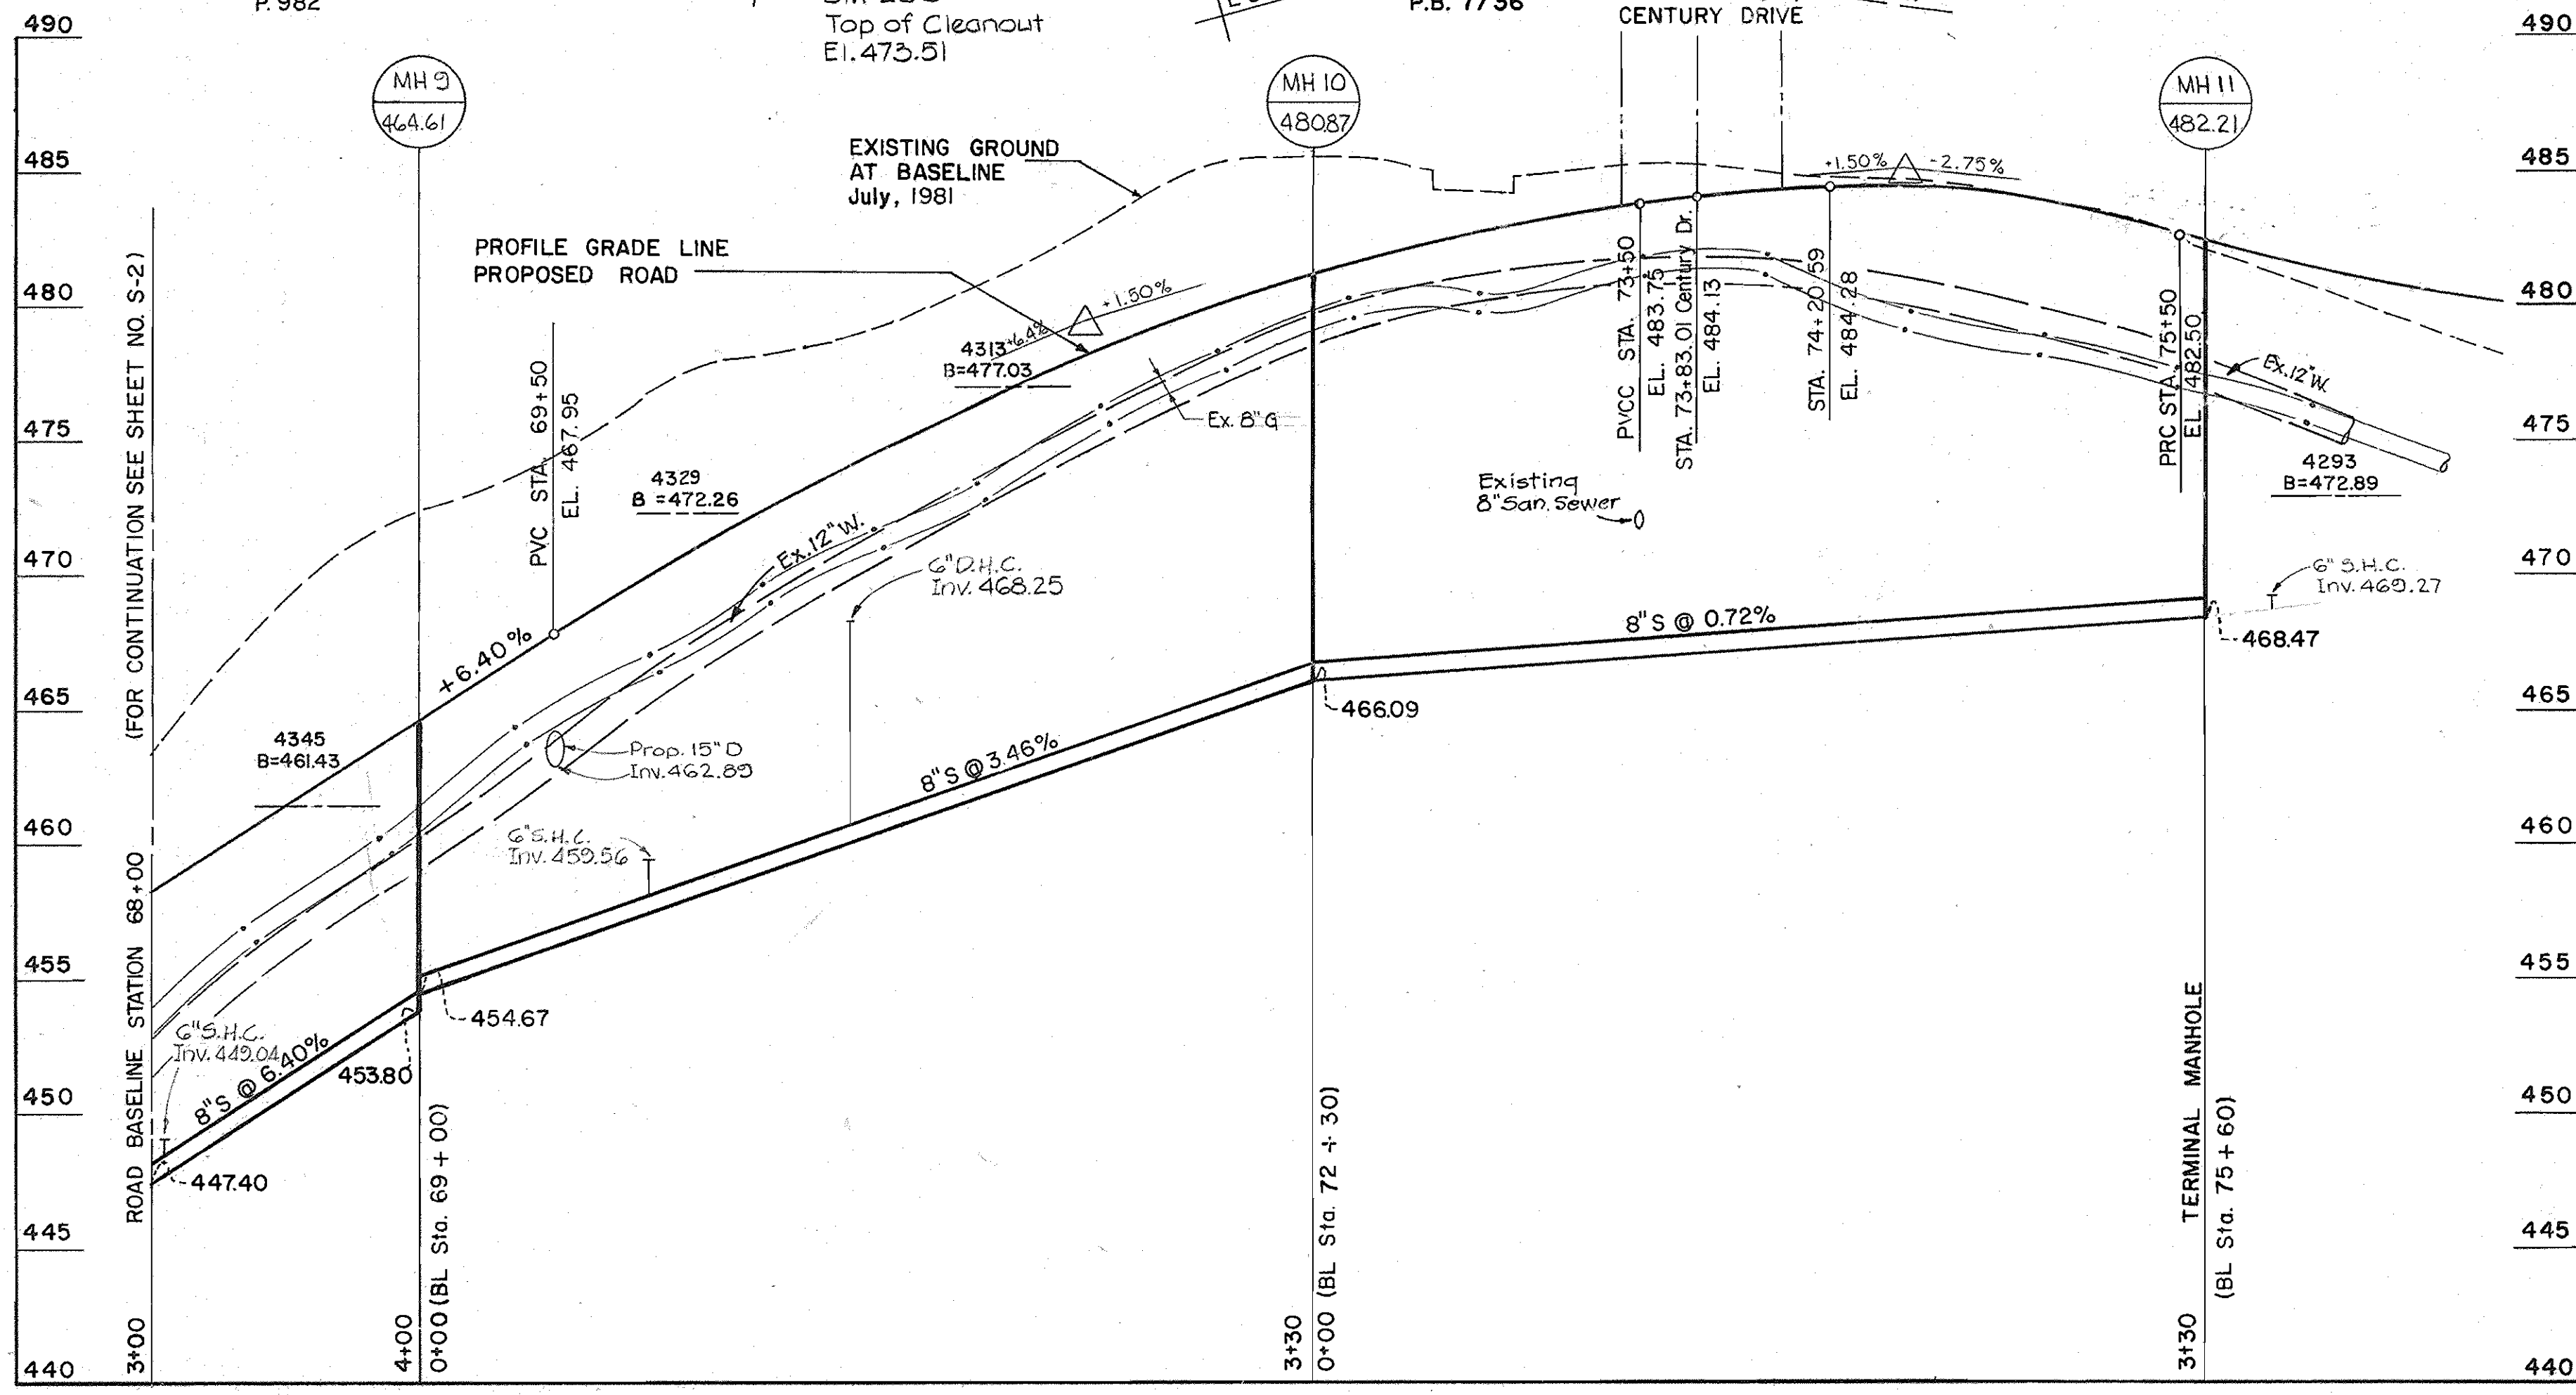 P. 982
Top of Cleanout
El. 473.51
P.B. 7736
CENTURY DRIVE
490
490
MH 9
464.61
MH 10
480.87
MH 11
482.21
EXISTING GROUND
AT BASELINE
July, 1981
485
485
+1.50%
-2.75%
PROFILE GRADE LINE
PROPOSED ROAD
480
480
+6.4%
+1.50%
4313
B=477.03
(FOR CONTINUATION SEE SHEET NO. S-2)
PVC STA. 69+50
EL. 467.95
PVCC STA. 73+50
EL. 483.75
STA. 73+83.01 Century Dr.
EL. 484.13
STA. 74+20.59
EL. 484.28
PRC STA. 75+50
EL 482.50
Ex. 12" W.
Ex. 8" G
475
475
4329
B =472.26
4293
B=472.89
Existing
8" San. Sewer
Ex. 12" W.
470
470
6" D.H.C.
Inv. 468.25
6" S.H.C.
Inv. 469.27
+6.40%
8"S @ 0.72%
468.47
465
465
466.09
4345
B=461.43
Prop. 15" D
Inv. 462.89
8"S @ 3.46%
460
460
6" S.H.C.
Inv. 459.56
455
455
454.67
6" S.H.C.
Inv. 449.04
8"S @ 6.40%
453.80
450
450
447.40
445
445
440
440
ROAD BASELINE STATION 68+00
3+00
4+00
0+00 (BL Sta. 69+00)
3+30
0+00 (BL Sta. 72+30)
TERMINAL MANHOLE
3+30
(BL Sta. 75+60)